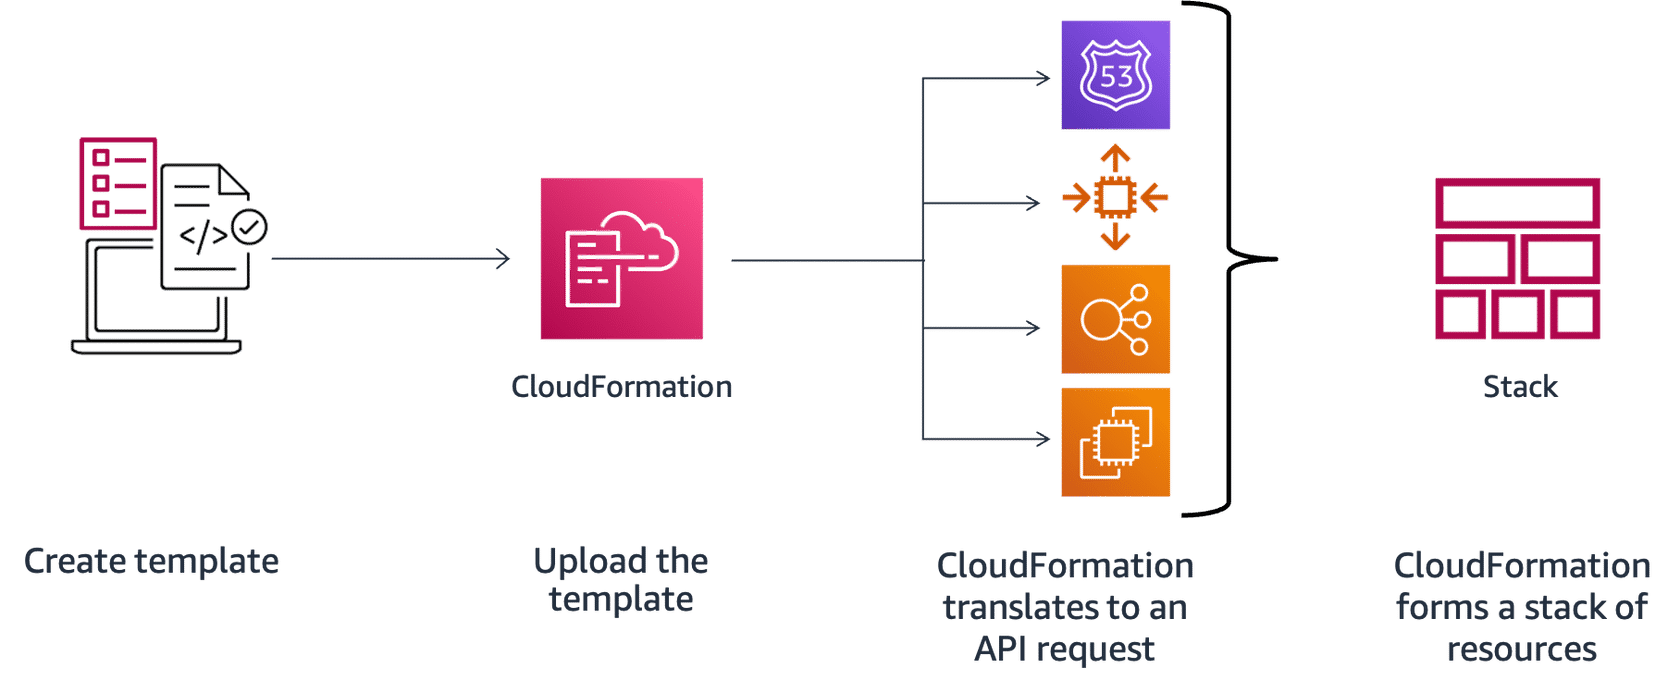 </>
53
CloudFormation
Stack
Create template
Upload the
template
CloudFormation
translates to an
API request
CloudFormation
forms a stack of
resources